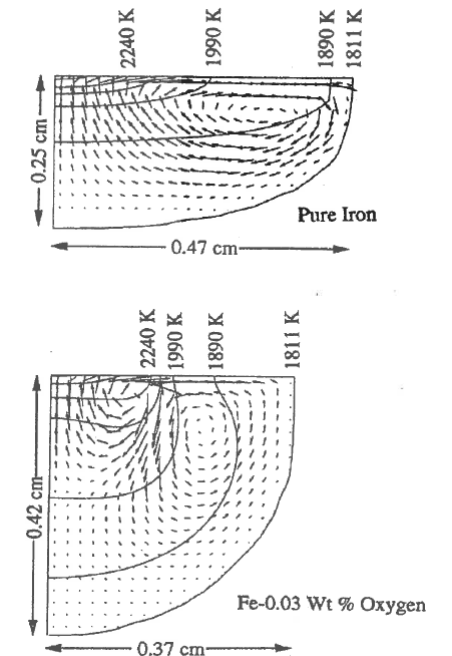 2240 K
1990 K
1890 K
1811 K
0.25 cm
Pure Iron
0.47 cm
2240 K
1990 K
1890 K
1811 K
0.42 cm
Fe-0.03 Wt % Oxygen
0.37 cm